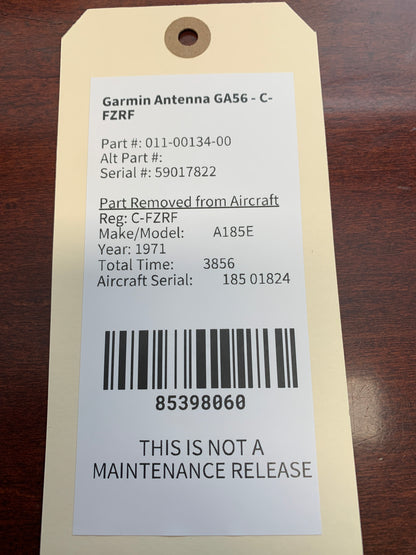 Garmin Antenna GA56 - C-
FZRF
Part #: 011-00134-00
Alt Part #:
Serial #: 59017822
Part Removed from Aircraft
Reg: C-FZRF
Make/Model: A185E
Year: 1971
Total Time: 3856
Aircraft Serial: 185 01824
85398060
THIS IS NOT A
MAINTENANCE RELEASE